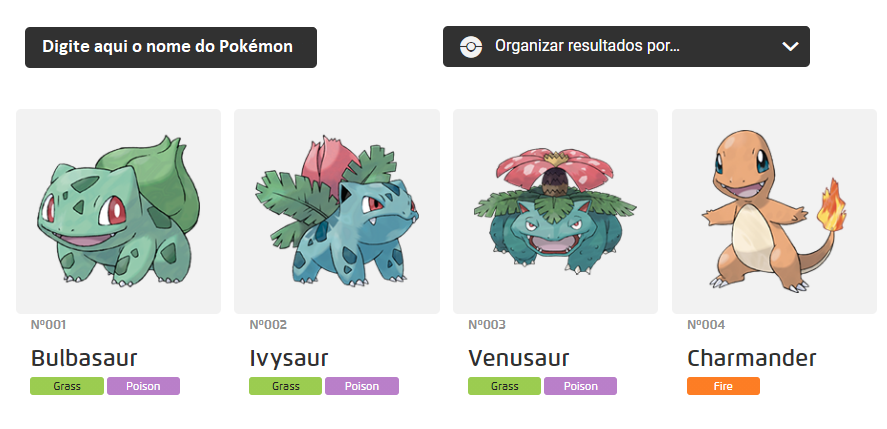 Digite aqui o nome do Pokémon
Organizar resultados por...
Nº001
Nº002
Nº003
Nº004
Bulbasaur
Ivysaur
Venusaur
Charmander
Grass Poison
Grass Poison
Grass Poison
Fire